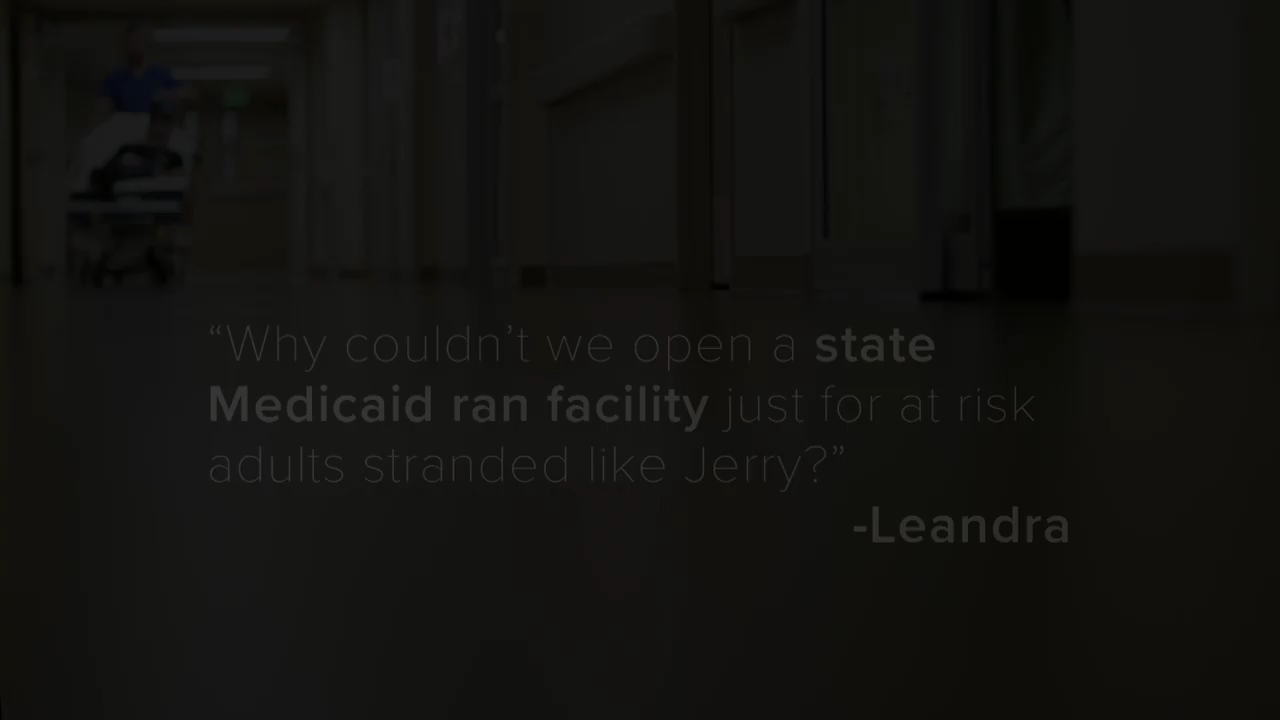 “Why couldn’t we open a state
Medicaid ran facility just for at risk
adults stranded like Jerry?”
-Leandra